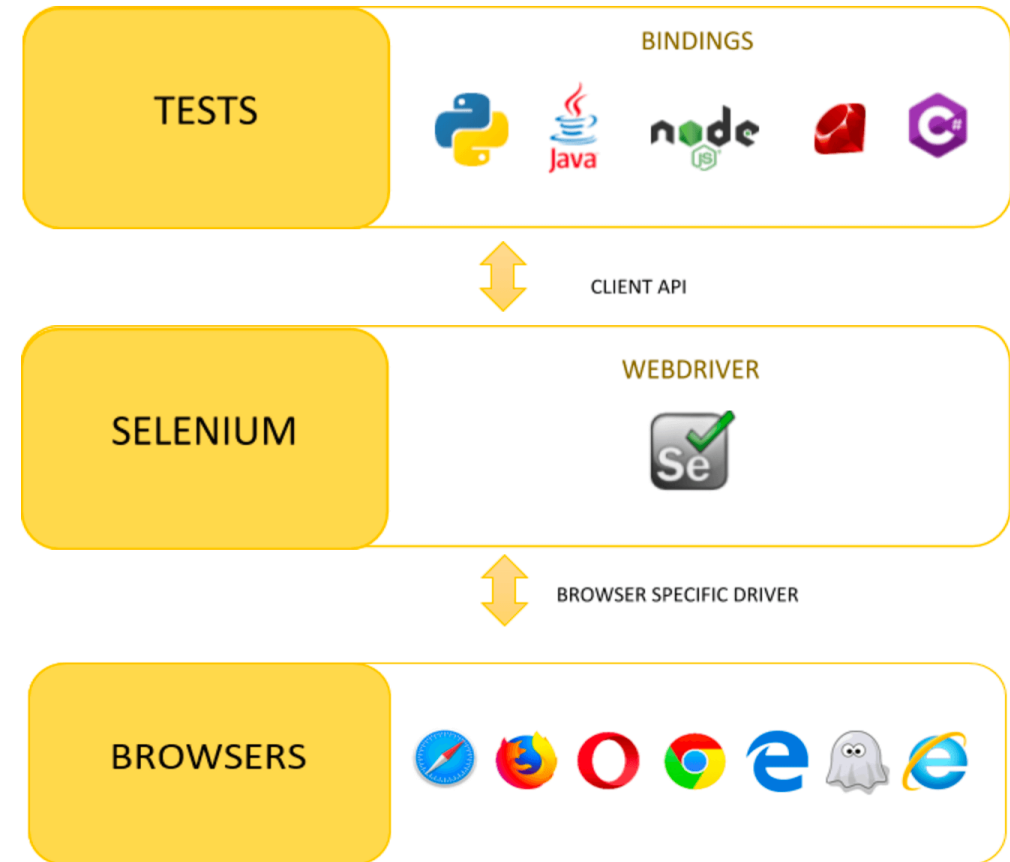 BINDINGS
TESTS
Java
node
JS
C#
CLIENT API
WEBDRIVER
SELENIUM
Se
BROWSER SPECIFIC DRIVER
BROWSERS